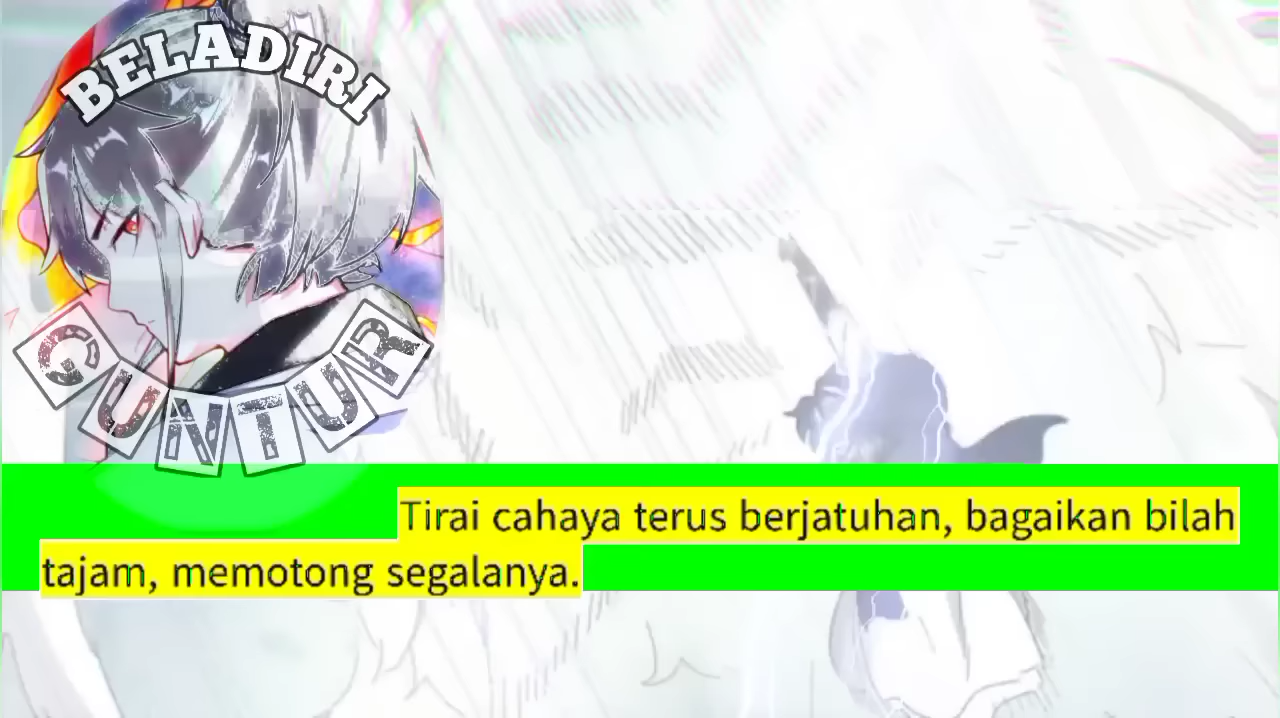 BELADIRI
GUNTUR
Tirai cahaya terus berjatuhan, bagaikan bilah
tajam, memotong segalanya.